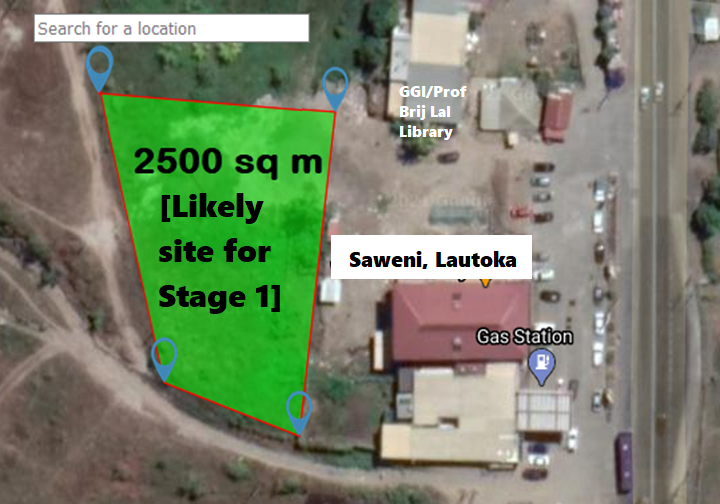 Search for a location
GGI/Prof
Brij Lal
Library
2500 sq m
[Likely
site for
Stage 1]
Saweni, Lautoka
Gas Station